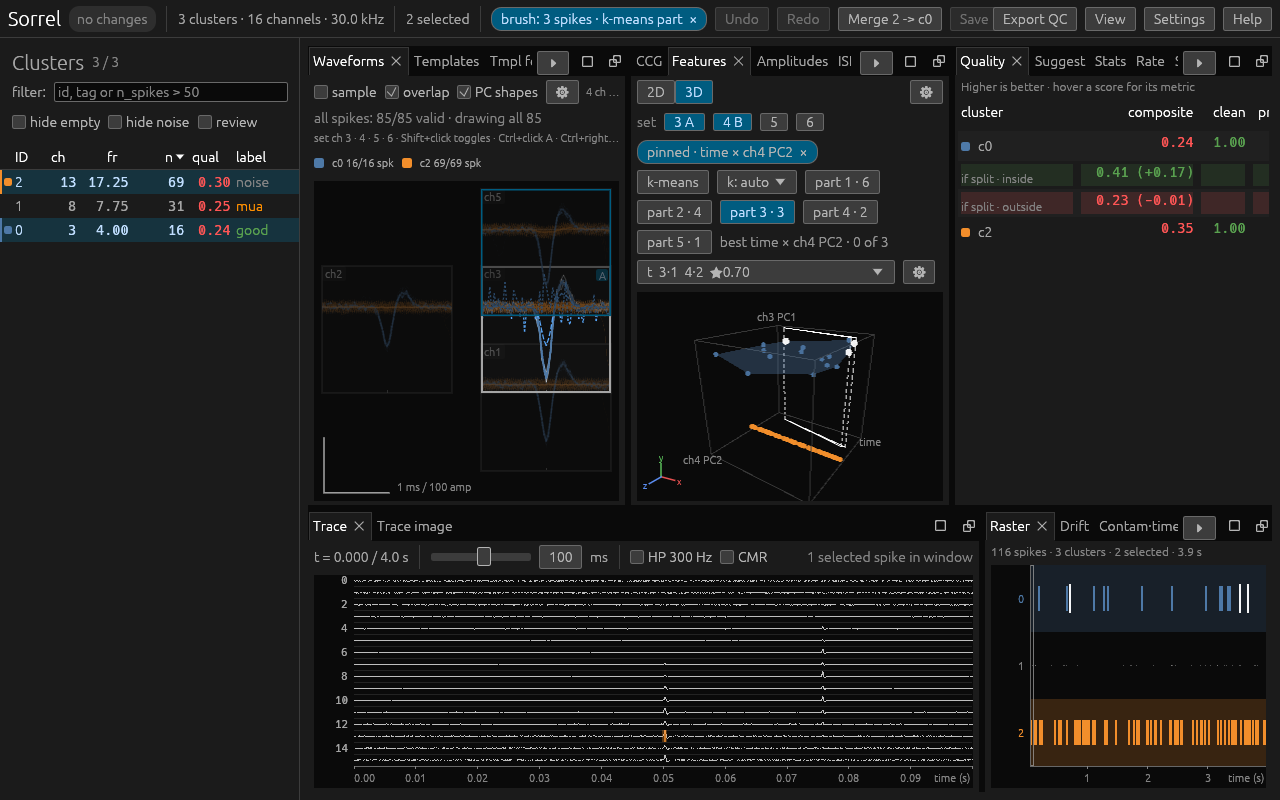 Sorrel no changes 3 clusters · 16 channels · 30.0 kHz 2 selected brush: 3 spikes · k-means part × Undo Redo Merge 2 -> c0 Save Export QC View Settings Help
Clusters 3 / 3
filter: id, tag or n_spikes > 50
hide empty hide noise review
ID ch fr n qual label
2 13 17.25 69 0.30 noise
1 8 7.75 31 0.25 mua
0 3 4.00 16 0.24 good
Waveforms Templates Tmpl
sample overlap PC shapes 4 ch ...
all spikes: 85/85 valid · drawing all 85
set ch 3 · 4 · 5 · 6 · Shift+click toggles · Ctrl+click A · Ctrl+right...
c0 16/16 spk c2 69/69 spk
ch5
ch2
ch3 A
ch1
1 ms / 100 amp
CCG Features Amplitudes ISI
2D 3D
set 3 A 4 B 5 6
pinned · time × ch4 PC2 ×
k-means k: auto part 1 · 6
part 2 · 4 part 3 · 3 part 4 · 2
part 5 · 1 best time × ch4 PC2 · 0 of 3
t 3·1 4·2 ★0.70
ch3 PC1
time
ch4 PC2
y
x
z
Quality Suggest Stats Rate
Higher is better · hover a score for its metric
cluster composite clean pr
c0 0.24 1.00
if split · inside 0.41 (+0.17)
if split · outside 0.23 (-0.01)
c2 0.35 1.00
Trace Trace image
t = 0.000 / 4.0 s 100 ms HP 300 Hz CMR 1 selected spike in window
0
2
4
6
8
10
12
14
0.00 0.01 0.02 0.03 0.04 0.05 0.06 0.07 0.08 0.09 time (s)
Raster Drift Contam·time
116 spikes · 3 clusters · 2 selected · 3.9 s
0
1
2
1 2 3 time (s)